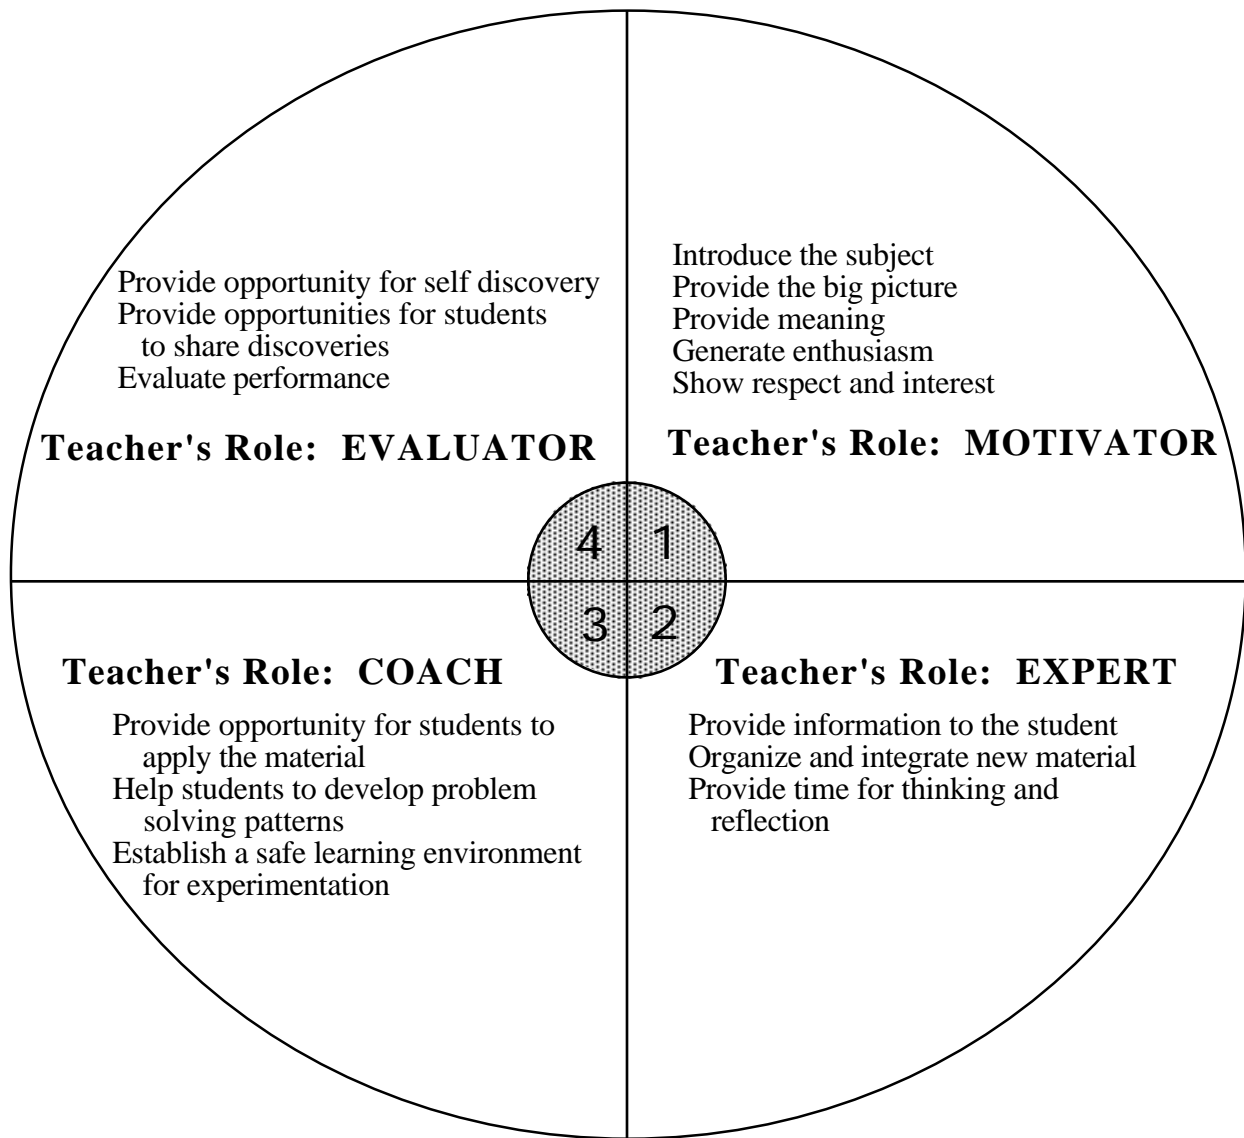 Provide opportunity for self discovery
Provide opportunities for students
to share discoveries
Evaluate performance
Teacher's Role: EVALUATOR
Introduce the subject
Provide the big picture
Provide meaning
Generate enthusiasm
Show respect and interest
Teacher's Role: MOTIVATOR
4 1
3 2
Teacher's Role: COACH
Provide opportunity for students to
apply the material
Help students to develop problem
solving patterns
Establish a safe learning environment
for experimentation
Teacher's Role: EXPERT
Provide information to the student
Organize and integrate new material
Provide time for thinking and
reflection